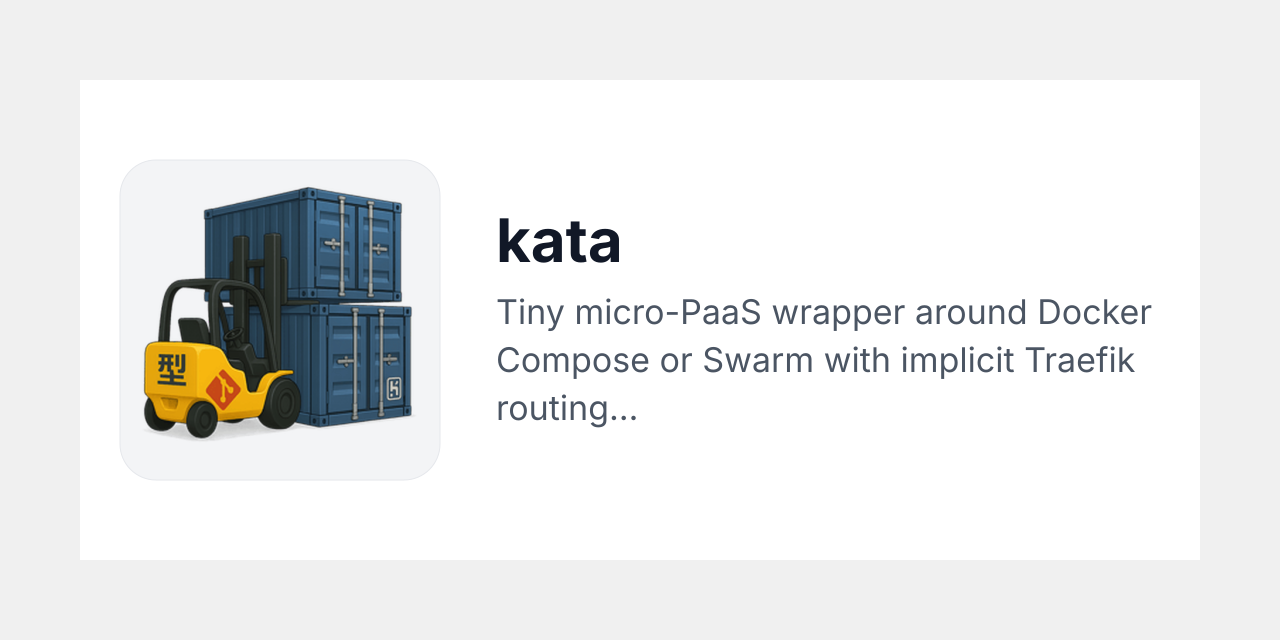 型
kata
Tiny micro-PaaS wrapper around Docker
Compose or Swarm with implicit Traefik
routing...